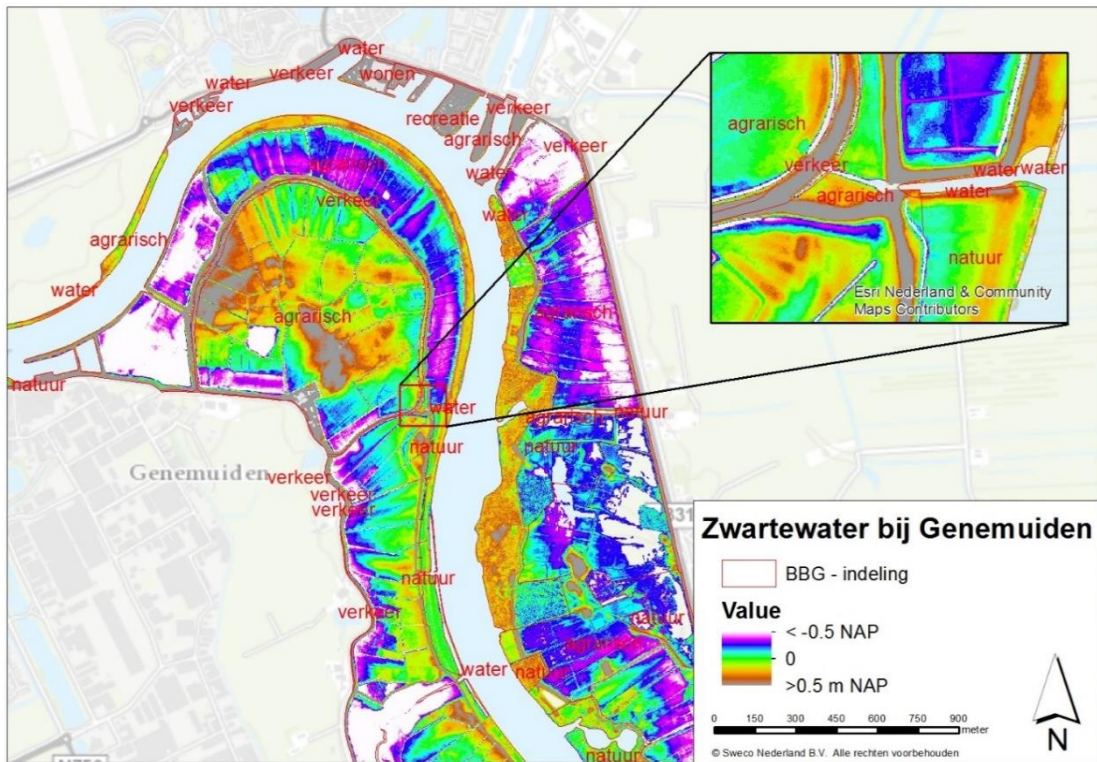 water
water
verkeer
wonen
verkeer
recreatie
verkeer
agrarisch
verkeer
water
agrarisch
verkeer
water
agrarisch
water
agrarisch
agrarisch
natuur
water
agrarisch
natuur
natuur
natuur
Genemuiden
verkeer
verkeer
verkeer
natuur
verkeer
natuur
agrarisch
water
natuur
natuur
agrarisch
verkeer
agrarisch
water
water
water
natuur
Esri Nederland & Community
Maps Contributors
Zwartewater bij Genemuiden
BBG - indeling
Value
< -0.5 NAP
0
>0.5 m NAP
0 150 300 450 600 750 900
meter
N
© Sweco Nederland B.V. Alle rechten voorbehouden